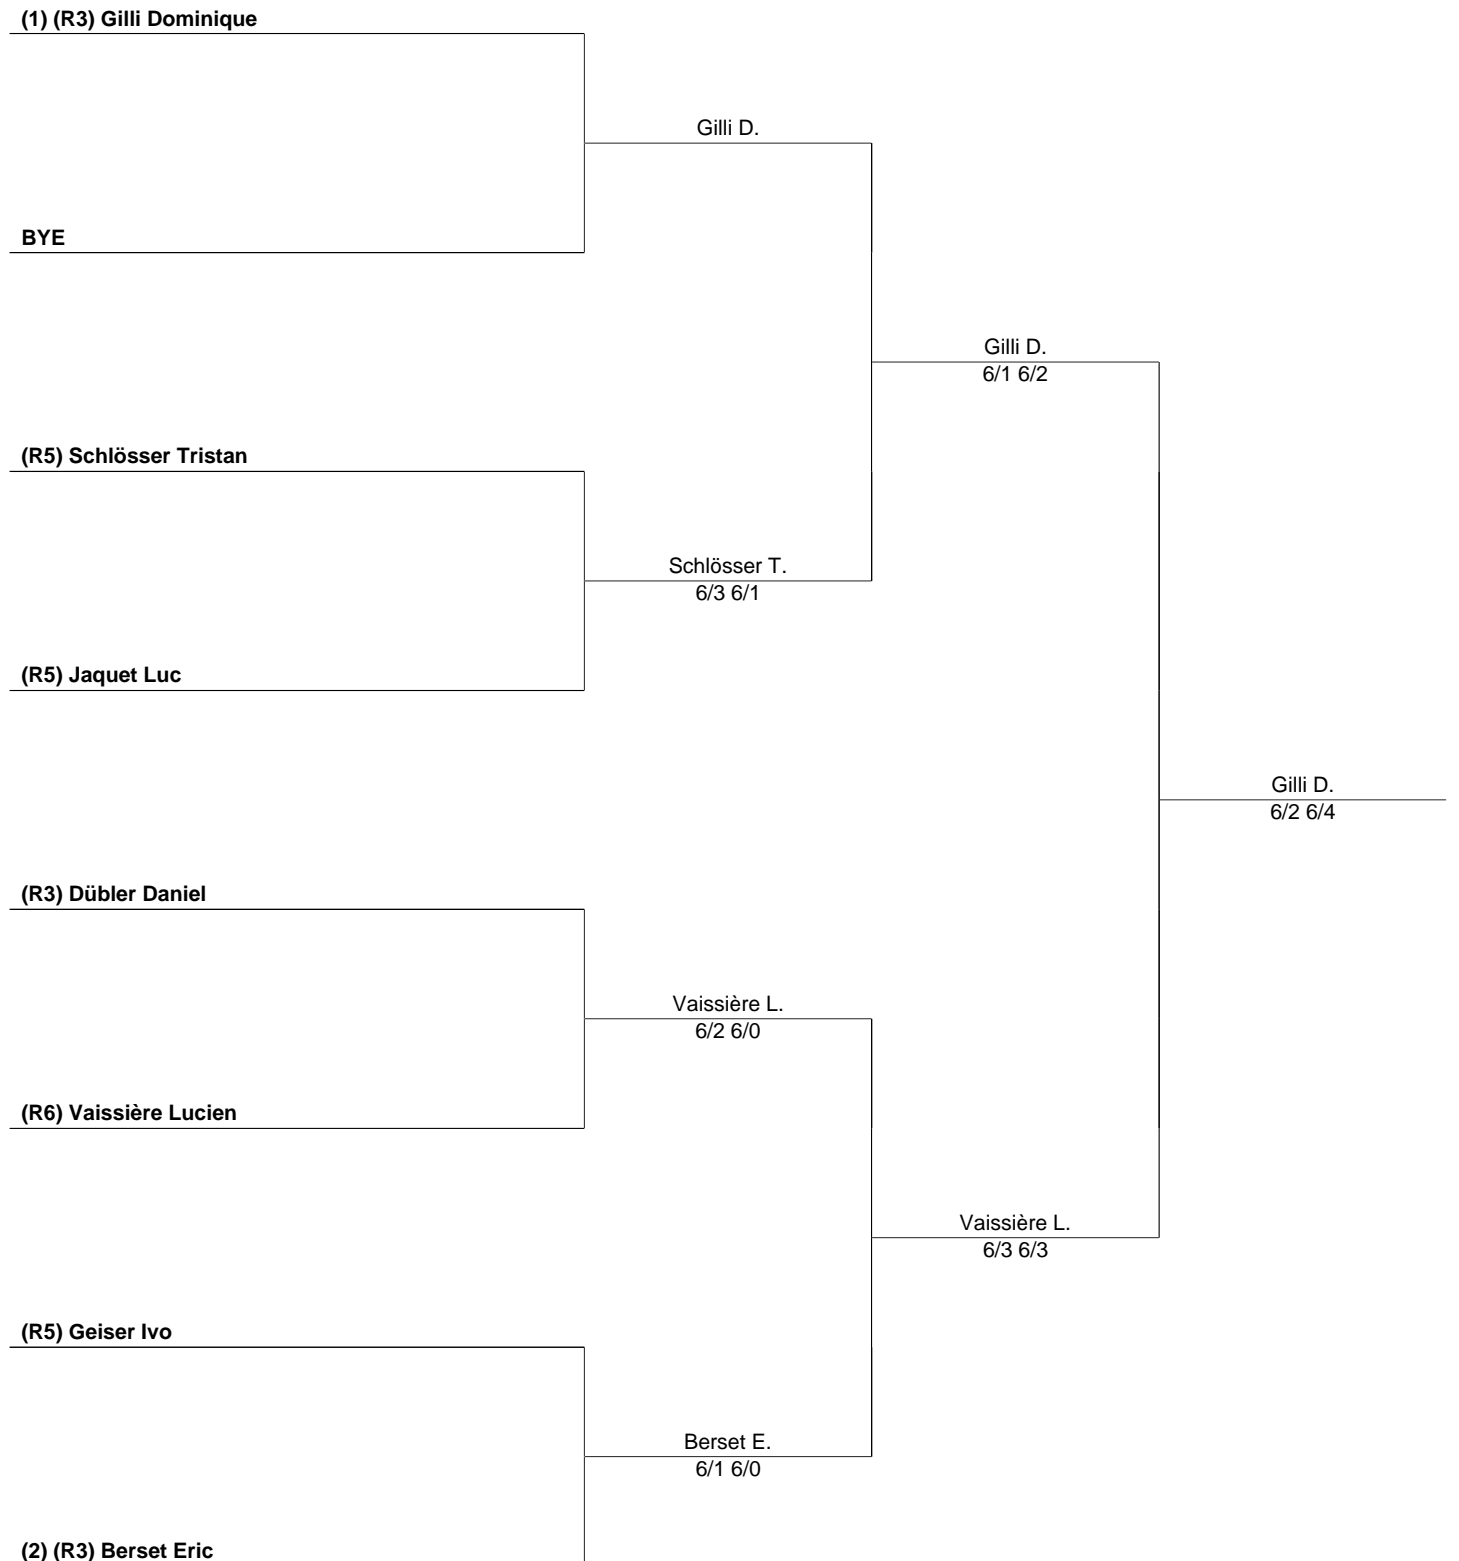 (1) (R3) Gilli Dominique
Gilli D.
BYE
Gilli D.
6/1 6/2
(R5) Schlösser Tristan
Schlösser T.
6/3 6/1
(R5) Jaquet Luc
Gilli D.
6/2 6/4
(R3) Dübler Daniel
Vaissière L.
6/2 6/0
(R6) Vaissière Lucien
Vaissière L.
6/3 6/3
(R5) Geiser Ivo
Berset E.
6/1 6/0
(2) (R3) Berset Eric